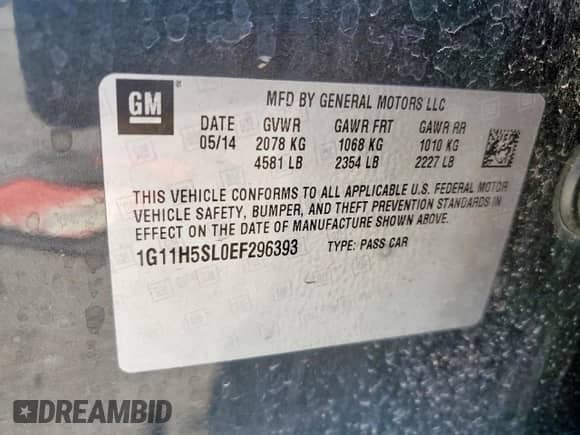 GM
MFD BY GENERAL MOTORS LLC
DATE GVWR GAWR FRT GAWR RR
05/14 2078 KG 1068 KG 1010 KG
4581 LB 2354 LB 2227 LB
THIS VEHICLE CONFORMS TO ALL APPLICABLE U.S. FEDERAL MOTOR
VEHICLE SAFETY, BUMPER, AND THEFT PREVENTION STANDARDS IN
EFFECT ON THE DATE OF MANUFACTURE SHOWN ABOVE.
1G11H5SL0EF296393 TYPE: PASS CAR
DREAMBID